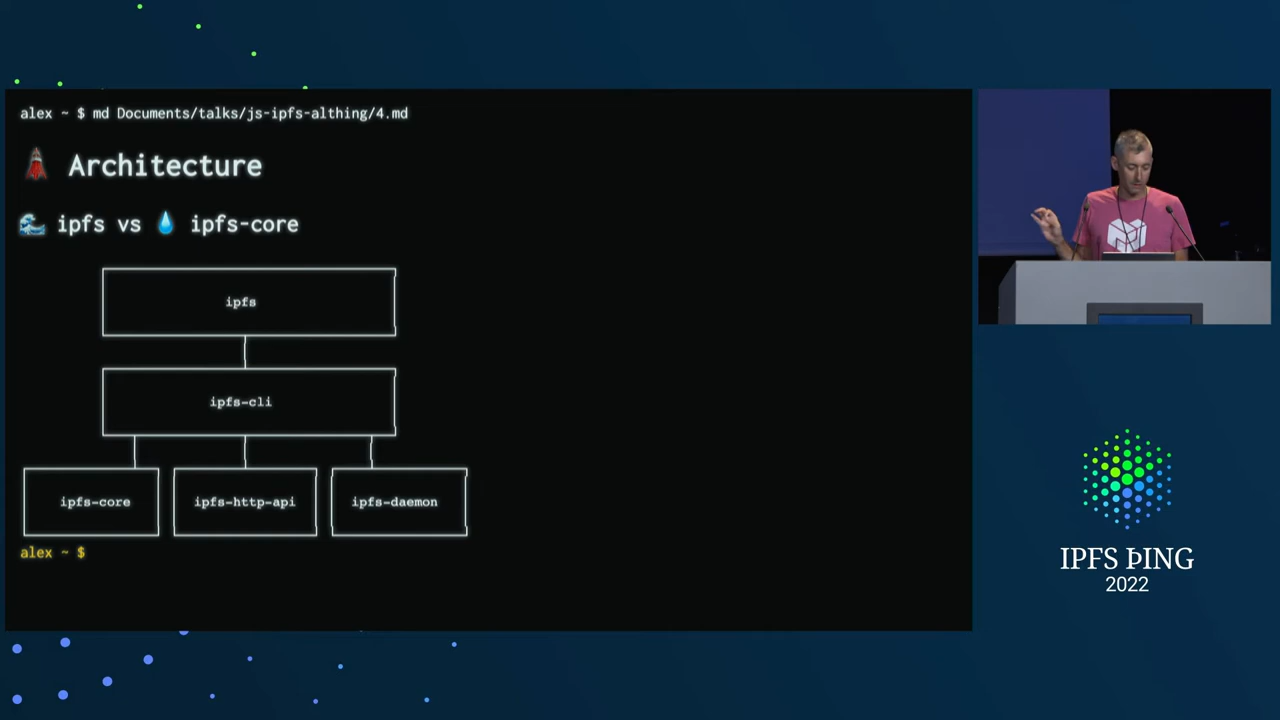 alex ~ $ md Documents/talks/js-ipfs-althing/4.md
🚀 Architecture
🌊 ipfs vs 💧 ipfs-core
ipfs
ipfs-cli
ipfs-core ipfs-http-api ipfs-daemon
alex ~ $
IPFS ÞING
2022